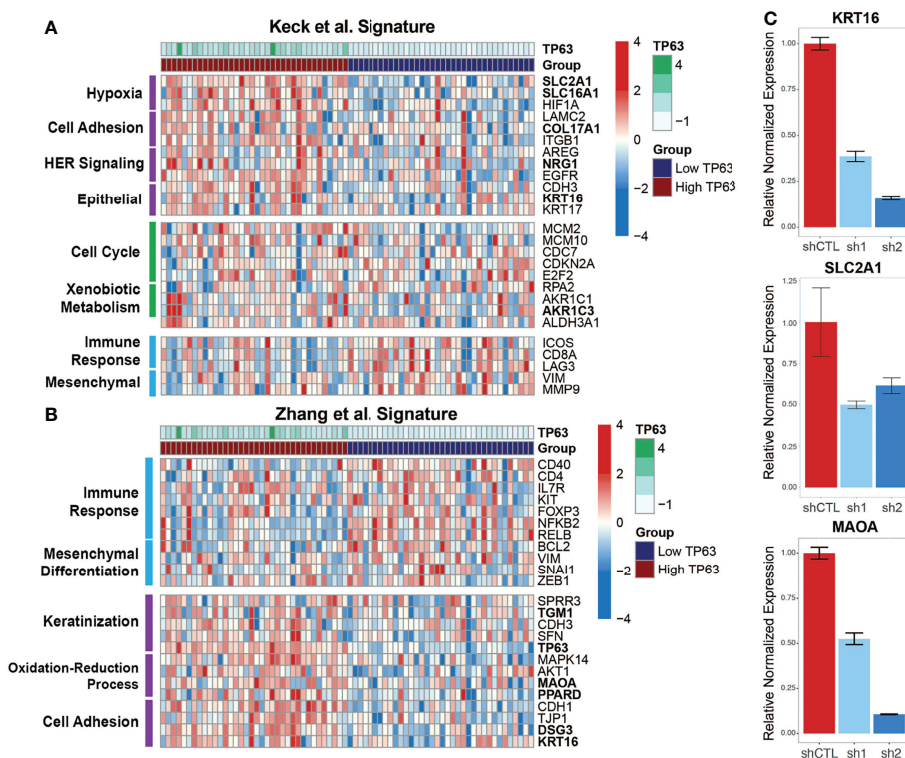 A
Keck et al. Signature
TP63
Group
Hypoxia
Cell Adhesion
HER Signaling
Epithelial
SLC2A1
SLC16A1
HIF1A
LAMC2
COL17A1
ITGB1
AREG
NRG1
EGFR
CDH3
KRT16
KRT17
Cell Cycle
Xenobiotic
Metabolism
MCM2
MCM10
CDC7
CDKN2A
E2F2
RPA2
AKR1C1
AKR1C3
ALDH3A1
Immune
Response
Mesenchymal
ICOS
CD8A
LAG3
VIM
MMP9
4
2
0
−2
−4
TP63
4
−1
Group
Low TP63
High TP63
B
Zhang et al. Signature
TP63
Group
Immune
Response
Mesenchymal
Differentiation
CD40
CD4
IL7R
KIT
FOXP3
NFKB2
RELB
BCL2
VIM
SNAI1
ZEB1
Keratinization
Oxidation-Reduction
Process
Cell Adhesion
SPRR3
TGM1
CDH3
SFN
TP63
MAPK14
AKT1
MAOA
PPARD
CDH1
TJP1
DSG3
KRT16
4
2
0
−2
−4
TP63
4
−1
Group
Low TP63
High TP63
C
KRT16
Relative Normalized Expression
1.00
0.75
0.50
0.25
0.00
shCTL sh1 sh2
SLC2A1
Relative Normalized Expression
1.25
1.00
0.75
0.50
0.25
0.00
shCTL sh1 sh2
MAOA
Relative Normalized Expression
1.00
0.75
0.50
0.25
0.00
shCTL sh1 sh2